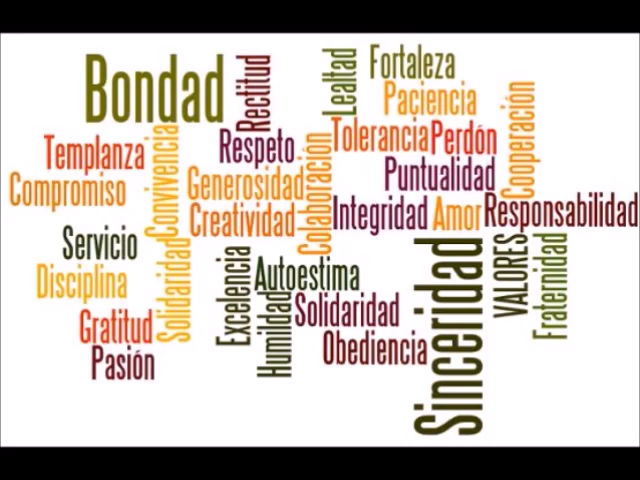 Bondad
Rectitud
Lealtad
Fortaleza
Paciencia
Cooperación
Templanza
Convivencia
Respeto
Tolerancia
Perdón
Compromiso
Generosidad
Colaboración
Puntualidad
Creatividad
Integridad
Amor
Responsabilidad
Servicio
Solidaridad
Excelencia
Autoestima
Sinceridad
VALORES
Fraternidad
Disciplina
Humildad
Solidaridad
Gratitud
Obediencia
Pasión